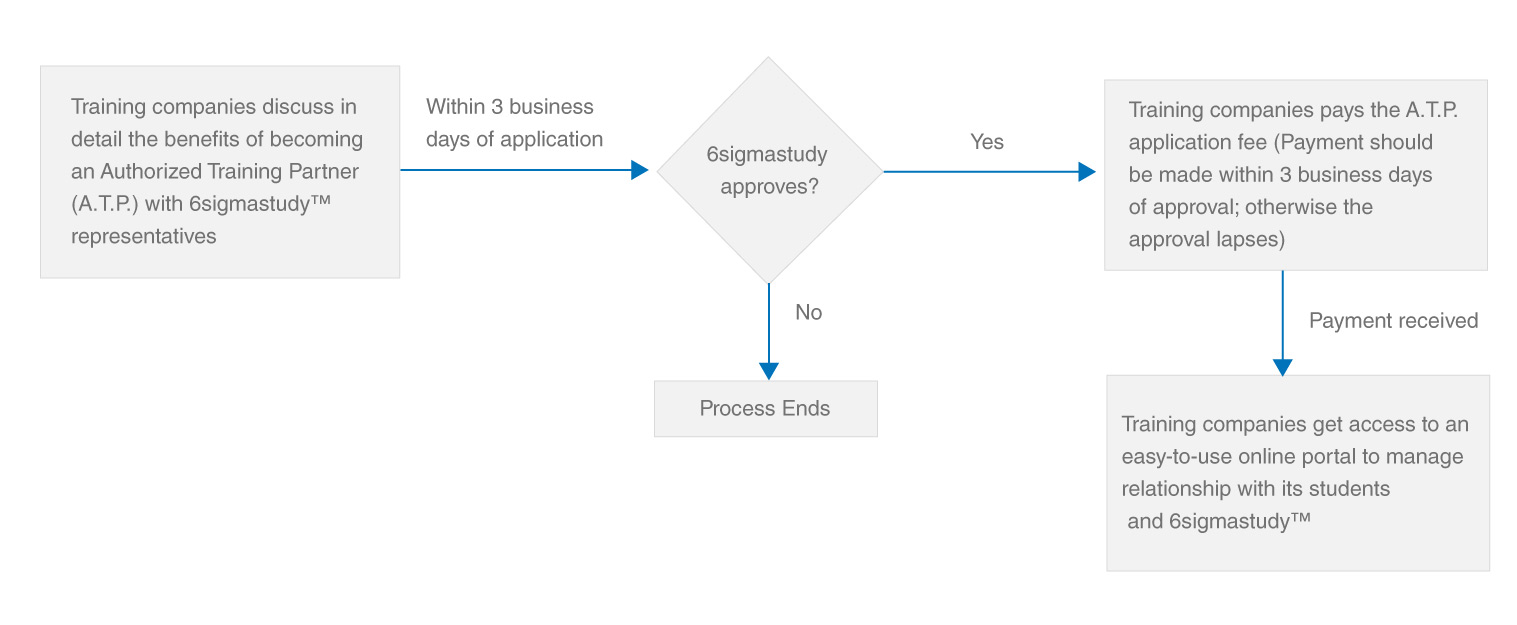 Training companies discuss in
detail the benefits of becoming
an Authorized Training Partner
(A.T.P.) with 6sigmastudy™
representatives
Within 3 business
days of application
6sigmastudy
approves?
Yes
Training companies pays the A.T.P.
application fee (Payment should
be made within 3 business days
of approval; otherwise the
approval lapses)
No
Process Ends
Payment received
Training companies get access to an
easy-to-use online portal to manage
relationship with its students
and 6sigmastudy™